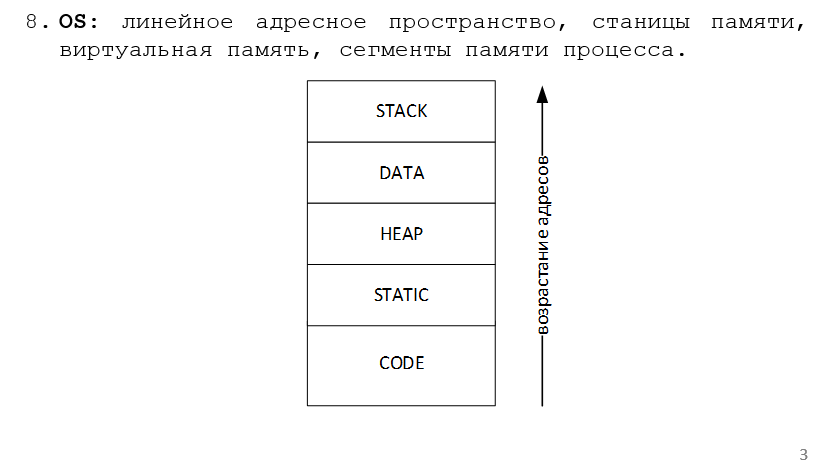 8. OS: линейное адресное пространство, станицы памяти,
виртуальная память, сегменты памяти процесса.
STACK
DATA
HEAP
STATIC
CODE
возрастание адресов
3